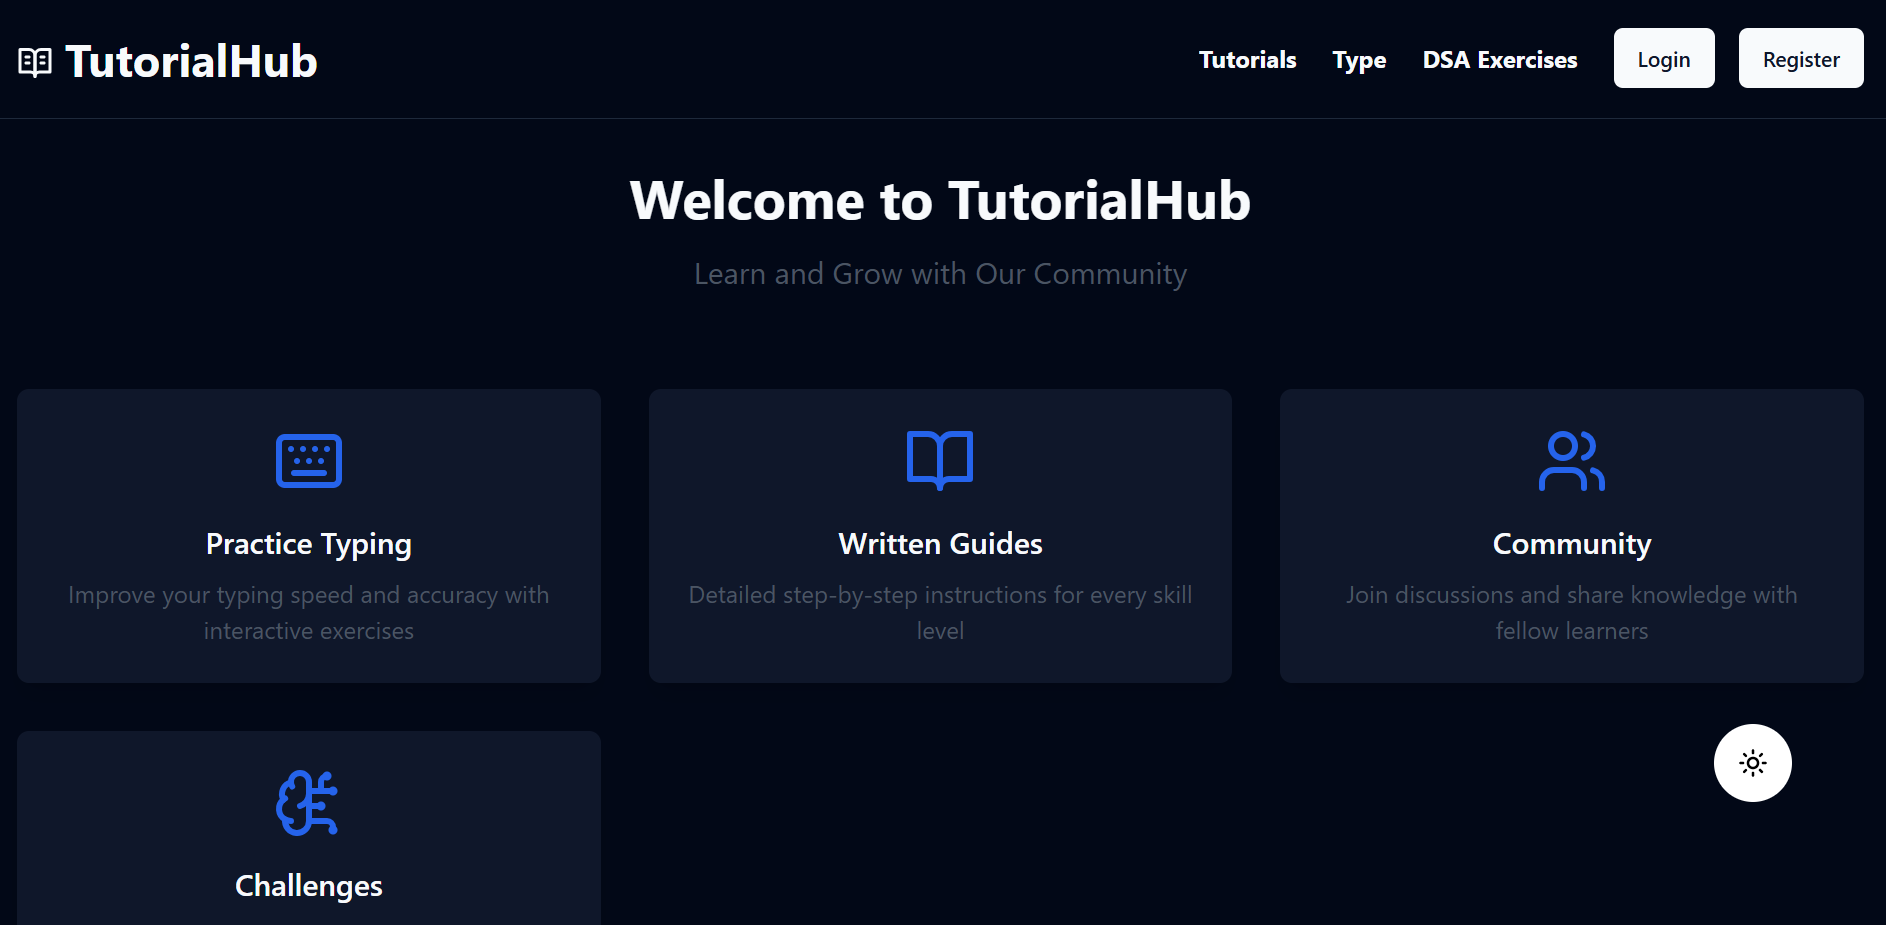 TutorialHub
Tutorials
Type
DSA Exercises
Login
Register
Welcome to TutorialHub
Learn and Grow with Our Community
Practice Typing
Improve your typing speed and accuracy with
interactive exercises
Written Guides
Detailed step-by-step instructions for every skill
level
Community
Join discussions and share knowledge with
fellow learners
Challenges